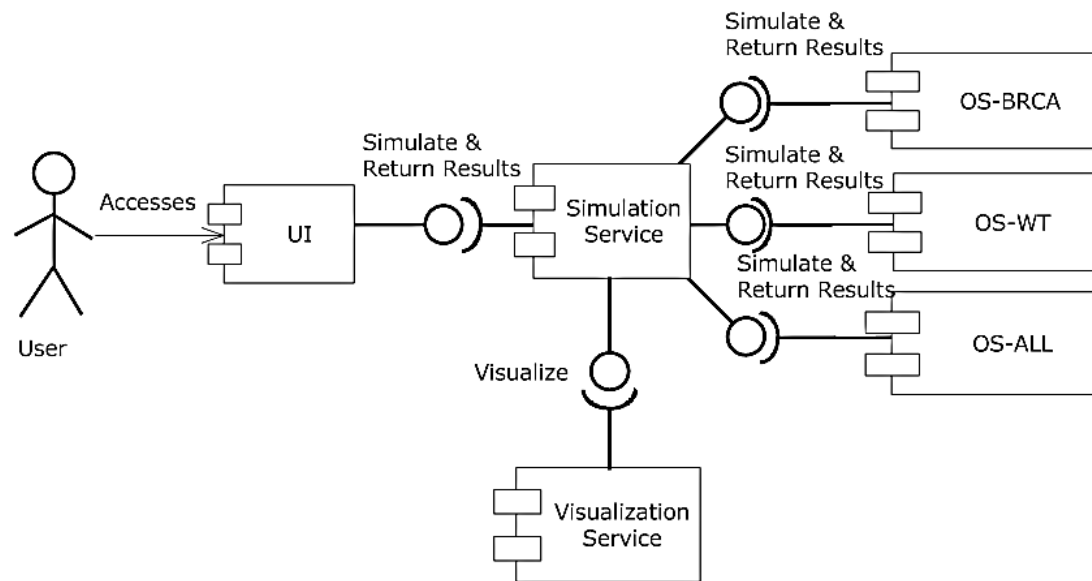 Simulate &
Return Results
OS-BRCA
Simulate &
Return Results
Accesses
UI
Simulation
Service
Simulate &
Return Results
OS-WT
Simulate &
Return Results
OS-ALL
User
Visualize
Visualization
Service